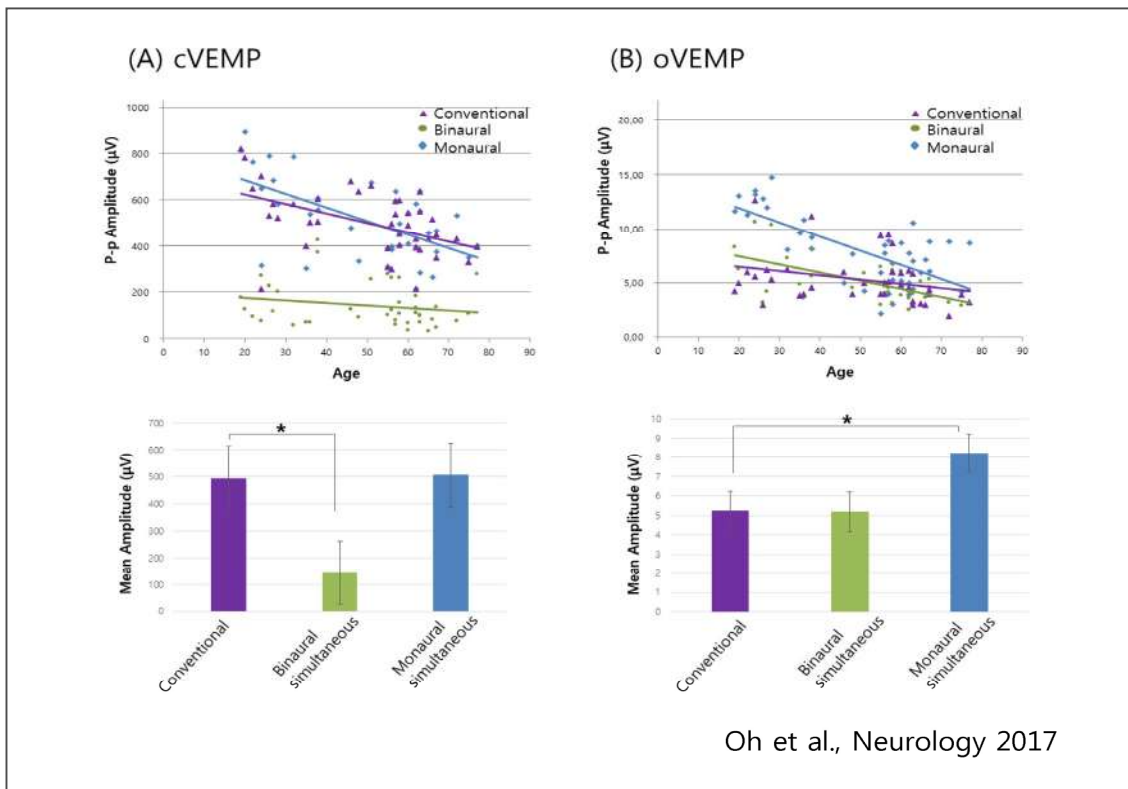 (A) cVEMP
P-p Amplitude (µV)
1000
800
600
400
200
0
0 10 20 30 40 50 60 70 80 90
Age
Conventional
Binaural
Monaural
(B) oVEMP
P-p Amplitude (µV)
20,00
15,00
10,00
5,00
0,00
0 10 20 30 40 50 60 70 80 90
Age
Conventional
Binaural
Monaural
Mean Amplitude (µV)
700
600
500
400
300
200
100
0
*
Conventional
Binaural
simultaneous
Monaural
simultaneous
Mean Amplitude (µV)
10
9
8
7
6
5
4
3
2
1
0
*
Conventional
Binaural
simultaneous
Monaural
simultaneous
Oh et al., Neurology 2017